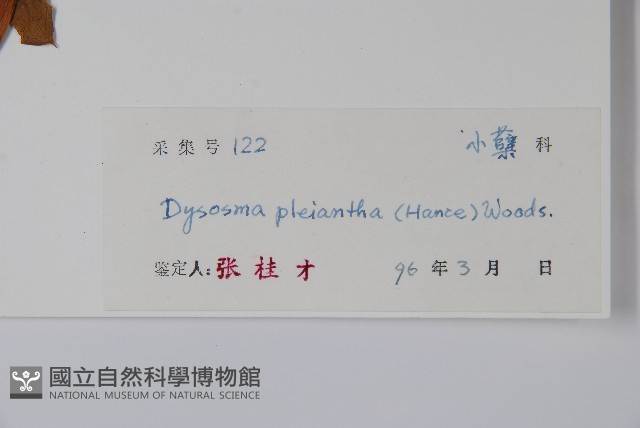 采集号 122 小蘗 科
Dysosma pleiantha (Hance) Woods.
鉴定人: 张桂才 96 年 3 月 日
國立自然科學博物館
NATIONAL MUSEUM OF NATURAL SCIENCE